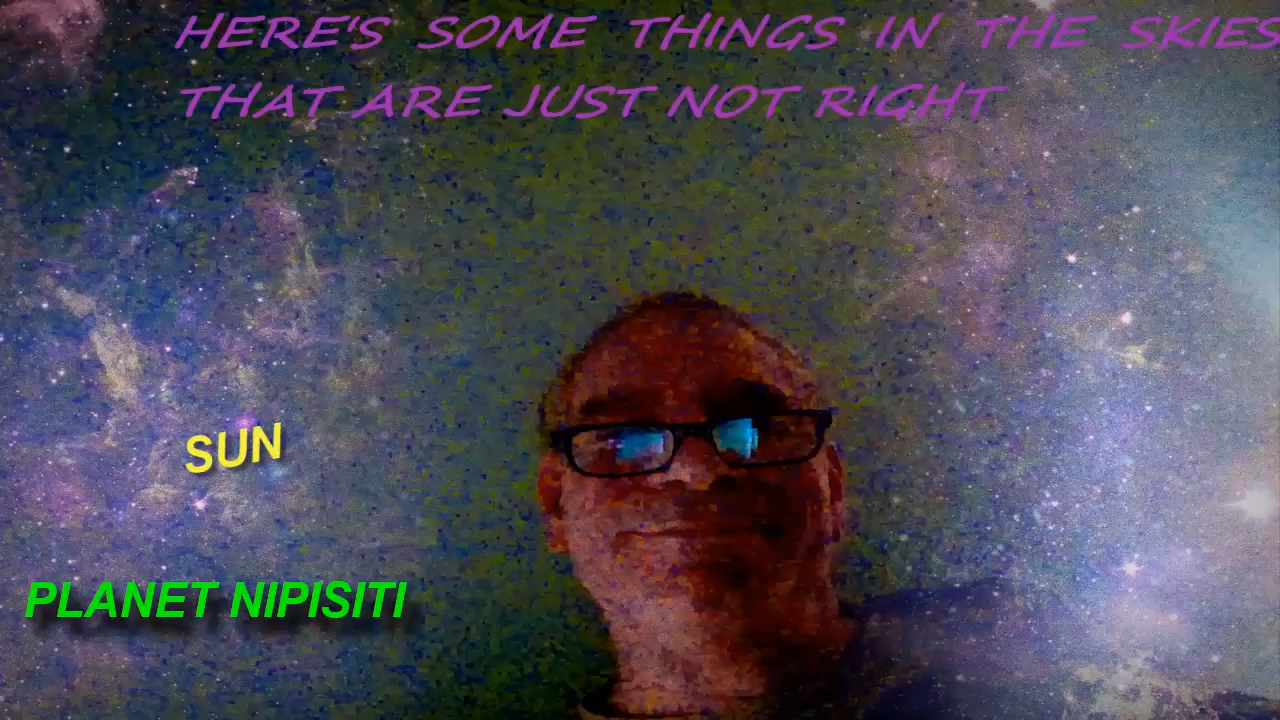 HERE'S SOME THINGS IN THE SKIES
THAT ARE JUST NOT RIGHT
SUN
PLANET NIPISITI